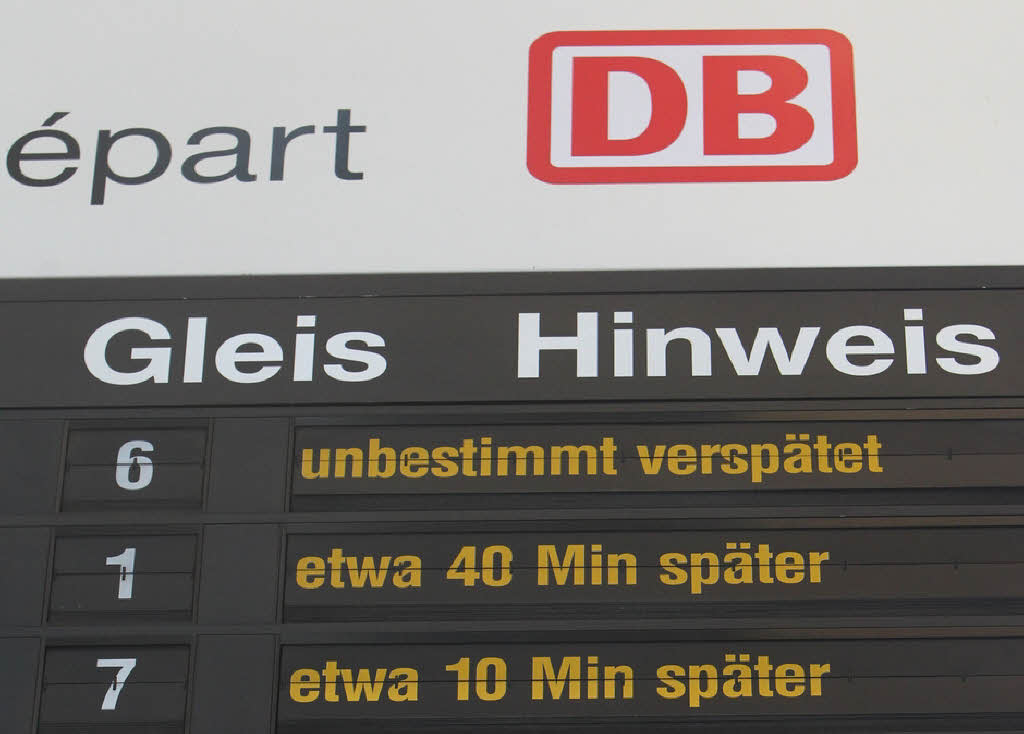 épart DB
Gleis Hinweis
6 unbestimmt verspätet
1 etwa 40 Min später
7 etwa 10 Min später